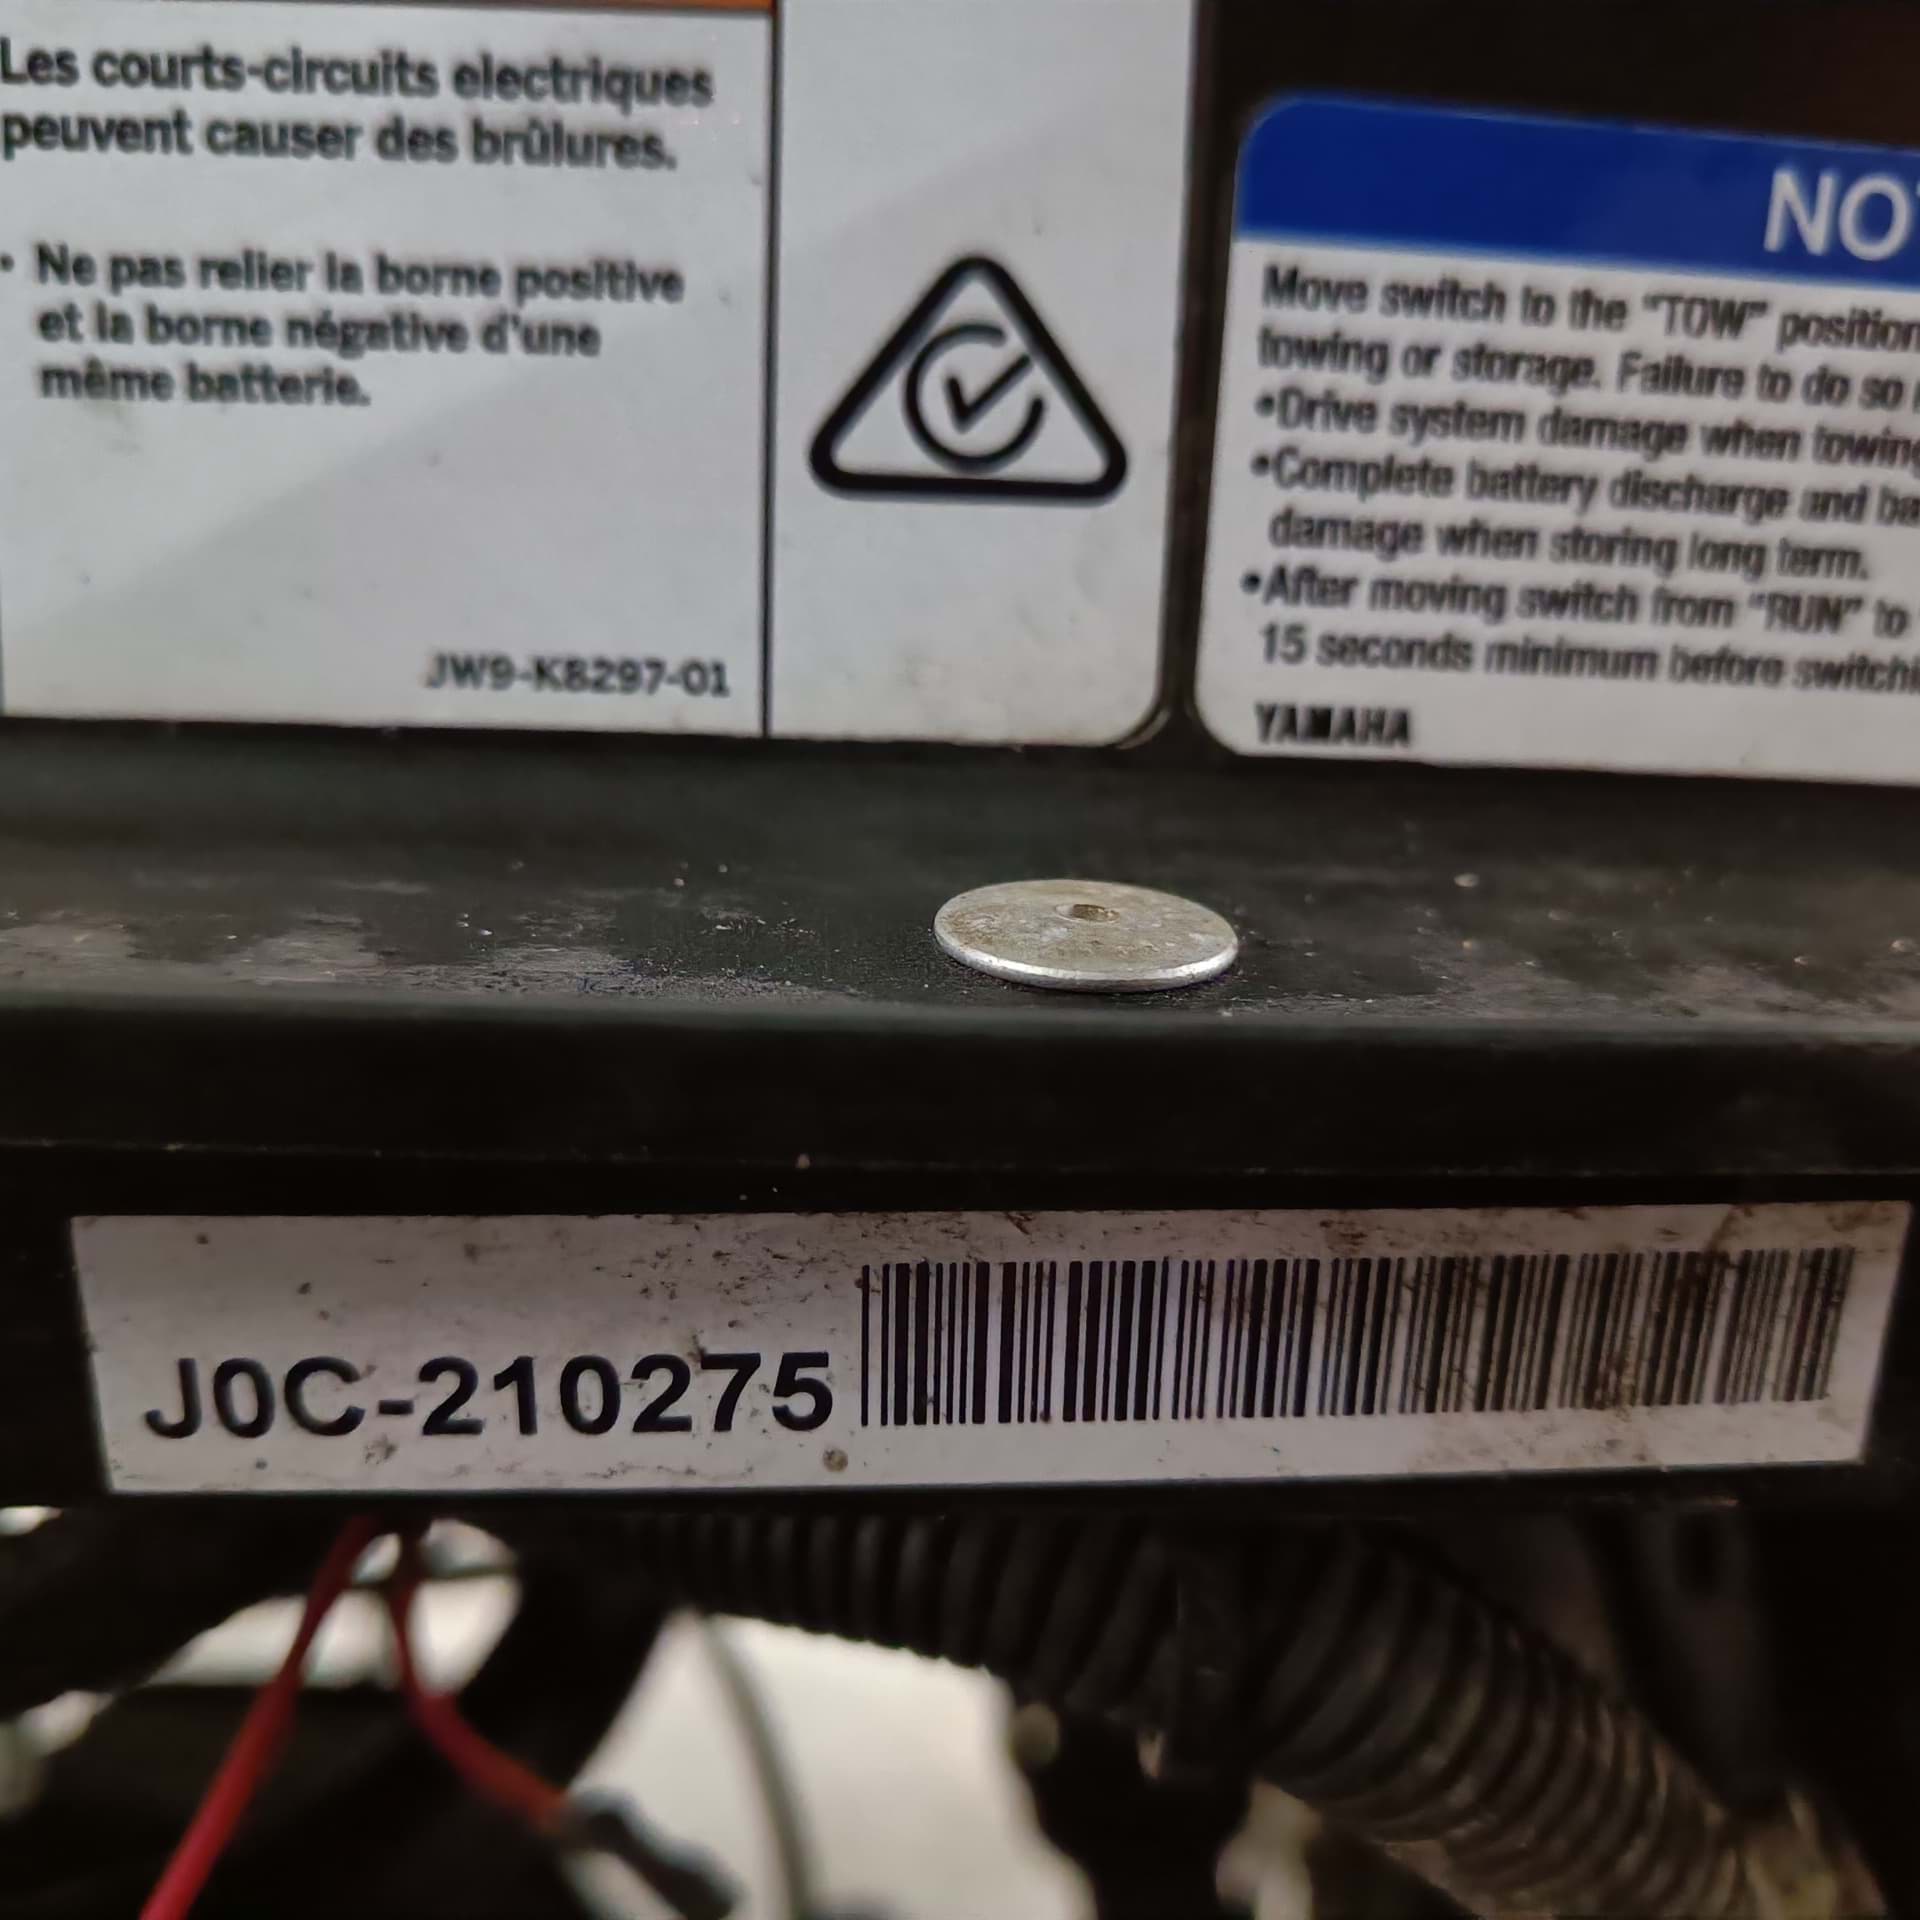 Les courts-circuits electriques
peuvent causer des brûlures.
• Ne pas relier la borne positive
et la borne négative d'une
même batterie.
JW9-K8297-01
Move switch to the "TOW" position
towing or storage. Failure to do so
•Drive system damage when towing
•Complete battery discharge and
damage when storing long term.
•After moving switch from "RUN" to
15 seconds minimum before
YAMAHA
J0C-210275